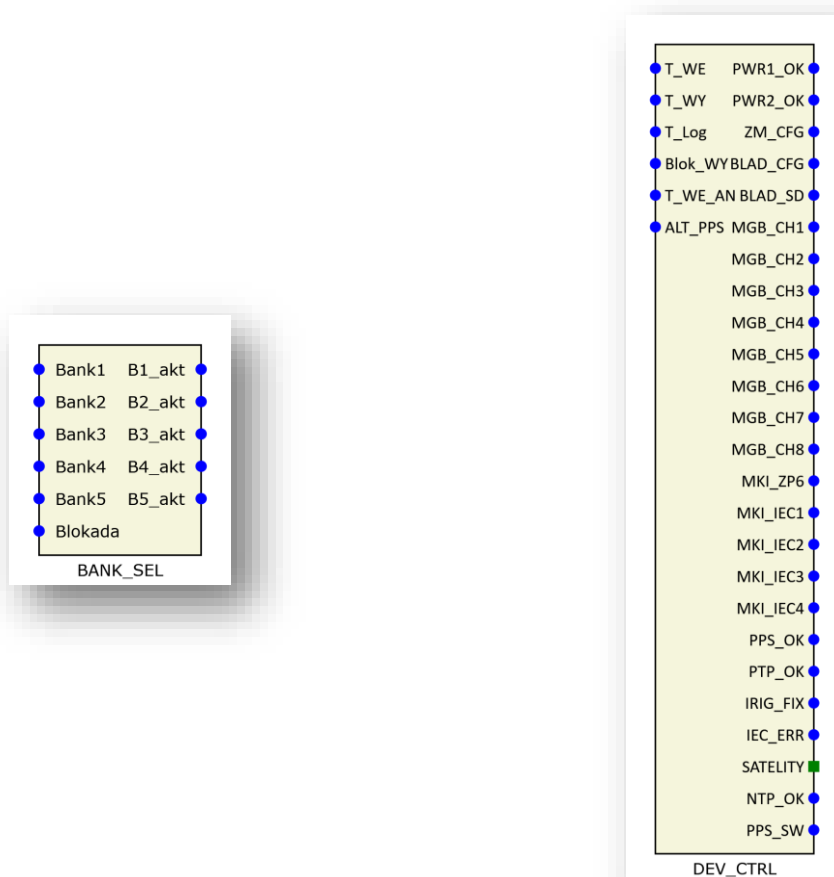 Bank1 B1_akt
Bank2 B2_akt
Bank3 B3_akt
Bank4 B4_akt
Bank5 B5_akt
Blokada
BANK_SEL
T_WE PWR1_OK
T_WY PWR2_OK
T_Log ZM_CFG
Blok_WY BLAD_CFG
T_WE_AN BLAD_SD
ALT_PPS MGB_CH1
MGB_CH2
MGB_CH3
MGB_CH4
MGB_CH5
MGB_CH6
MGB_CH7
MGB_CH8
MKI_ZP6
MKI_IEC1
MKI_IEC2
MKI_IEC3
MKI_IEC4
PPS_OK
PTP_OK
IRIG_FIX
IEC_ERR
SATELITY
NTP_OK
PPS_SW
DEV_CTRL